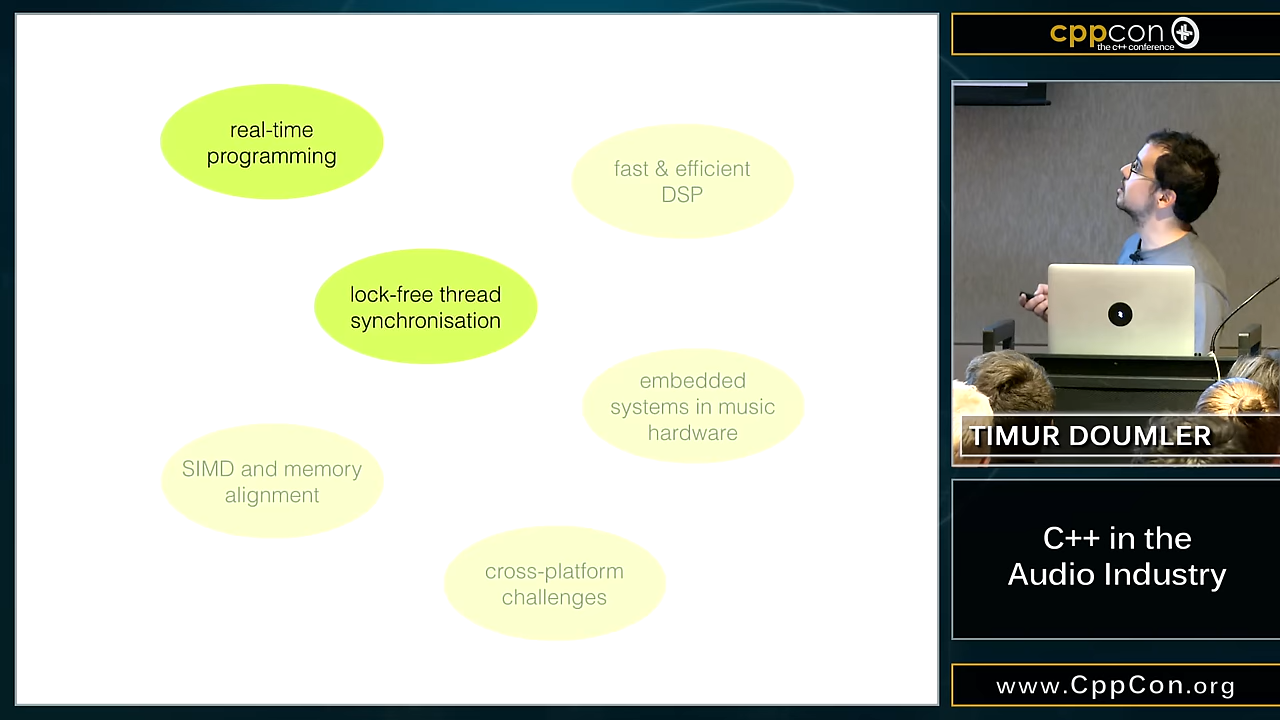 real-time
programming
fast & efficient
DSP
lock-free thread
synchronisation
embedded
systems in music
hardware
SIMD and memory
alignment
cross-platform
challenges
cppcon
the c++ conference
TIMUR DOUMLER
C++ in the
Audio Industry
www.CppCon.org